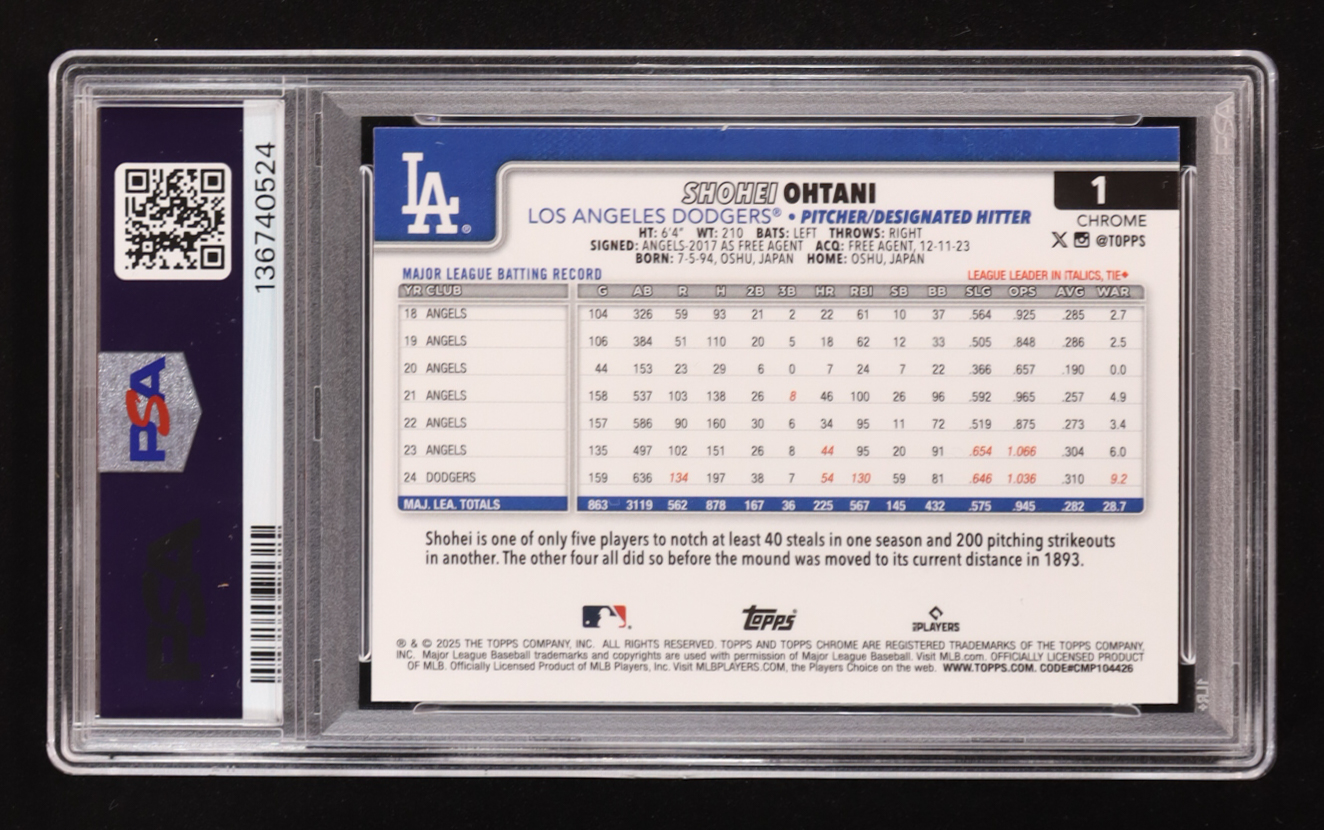 136740524
PSA
PSA
LA®
SHOHEI OHTANI
1
CHROME
LOS ANGELES DODGERS® • PITCHER/DESIGNATED HITTER
@TOPPS
HT: 6'4" WT: 210 BATS: LEFT THROWS: RIGHT
SIGNED: ANGELS-2017 AS FREE AGENT ACQ: FREE AGENT, 12-11-23
BORN: 7-5-94, OSHU, JAPAN HOME: OSHU, JAPAN
MAJOR LEAGUE BATTING RECORD LEAGUE LEADER IN ITALICS, TIE♦
YR CLUB G AB R H 2B 3B HR RBI SB BB SLG OPS AVG WAR
18 ANGELS 104 326 59 93 21 2 22 61 10 37 .564 .925 .285 2.7
19 ANGELS 106 384 51 110 20 5 18 62 12 33 .505 .848 .286 2.5
20 ANGELS 44 153 23 29 6 0 7 24 7 22 .366 .657 .190 0.0
21 ANGELS 158 537 103 138 26 8 46 100 26 96 .592 .965 .257 4.9
22 ANGELS 157 586 90 160 30 6 34 95 11 72 .519 .875 .273 3.4
23 ANGELS 135 497 102 151 26 8 44 95 20 91 .654 1.066 .304 6.0
24 DODGERS 159 636 134 197 38 7 54 130 59 81 .646 1.036 .310 9.2
MAJ. LEA. TOTALS 863 3119 562 878 167 36 225 567 145 432 .575 .945 .282 28.7
Shohei is one of only five players to notch at least 40 steals in one season and 200 pitching strikeouts
in another. The other four all did so before the mound was moved to its current distance in 1893.
topps® PLAYERS
® & © 2025 THE TOPPS COMPANY, INC. ALL RIGHTS RESERVED. TOPPS AND TOPPS CHROME ARE REGISTERED TRADEMARKS OF THE TOPPS COMPANY,
INC. Major League Baseball trademarks and copyrights are used with permission of Major League Baseball. Visit MLB.com. OFFICIALLY LICENSED PRODUCT
OF MLB. Officially Licensed Product of MLB Players, Inc. Visit MLBPLAYERS.COM, the Players Choice on the web. WWW.TOPPS.COM. CODE#CMP104426